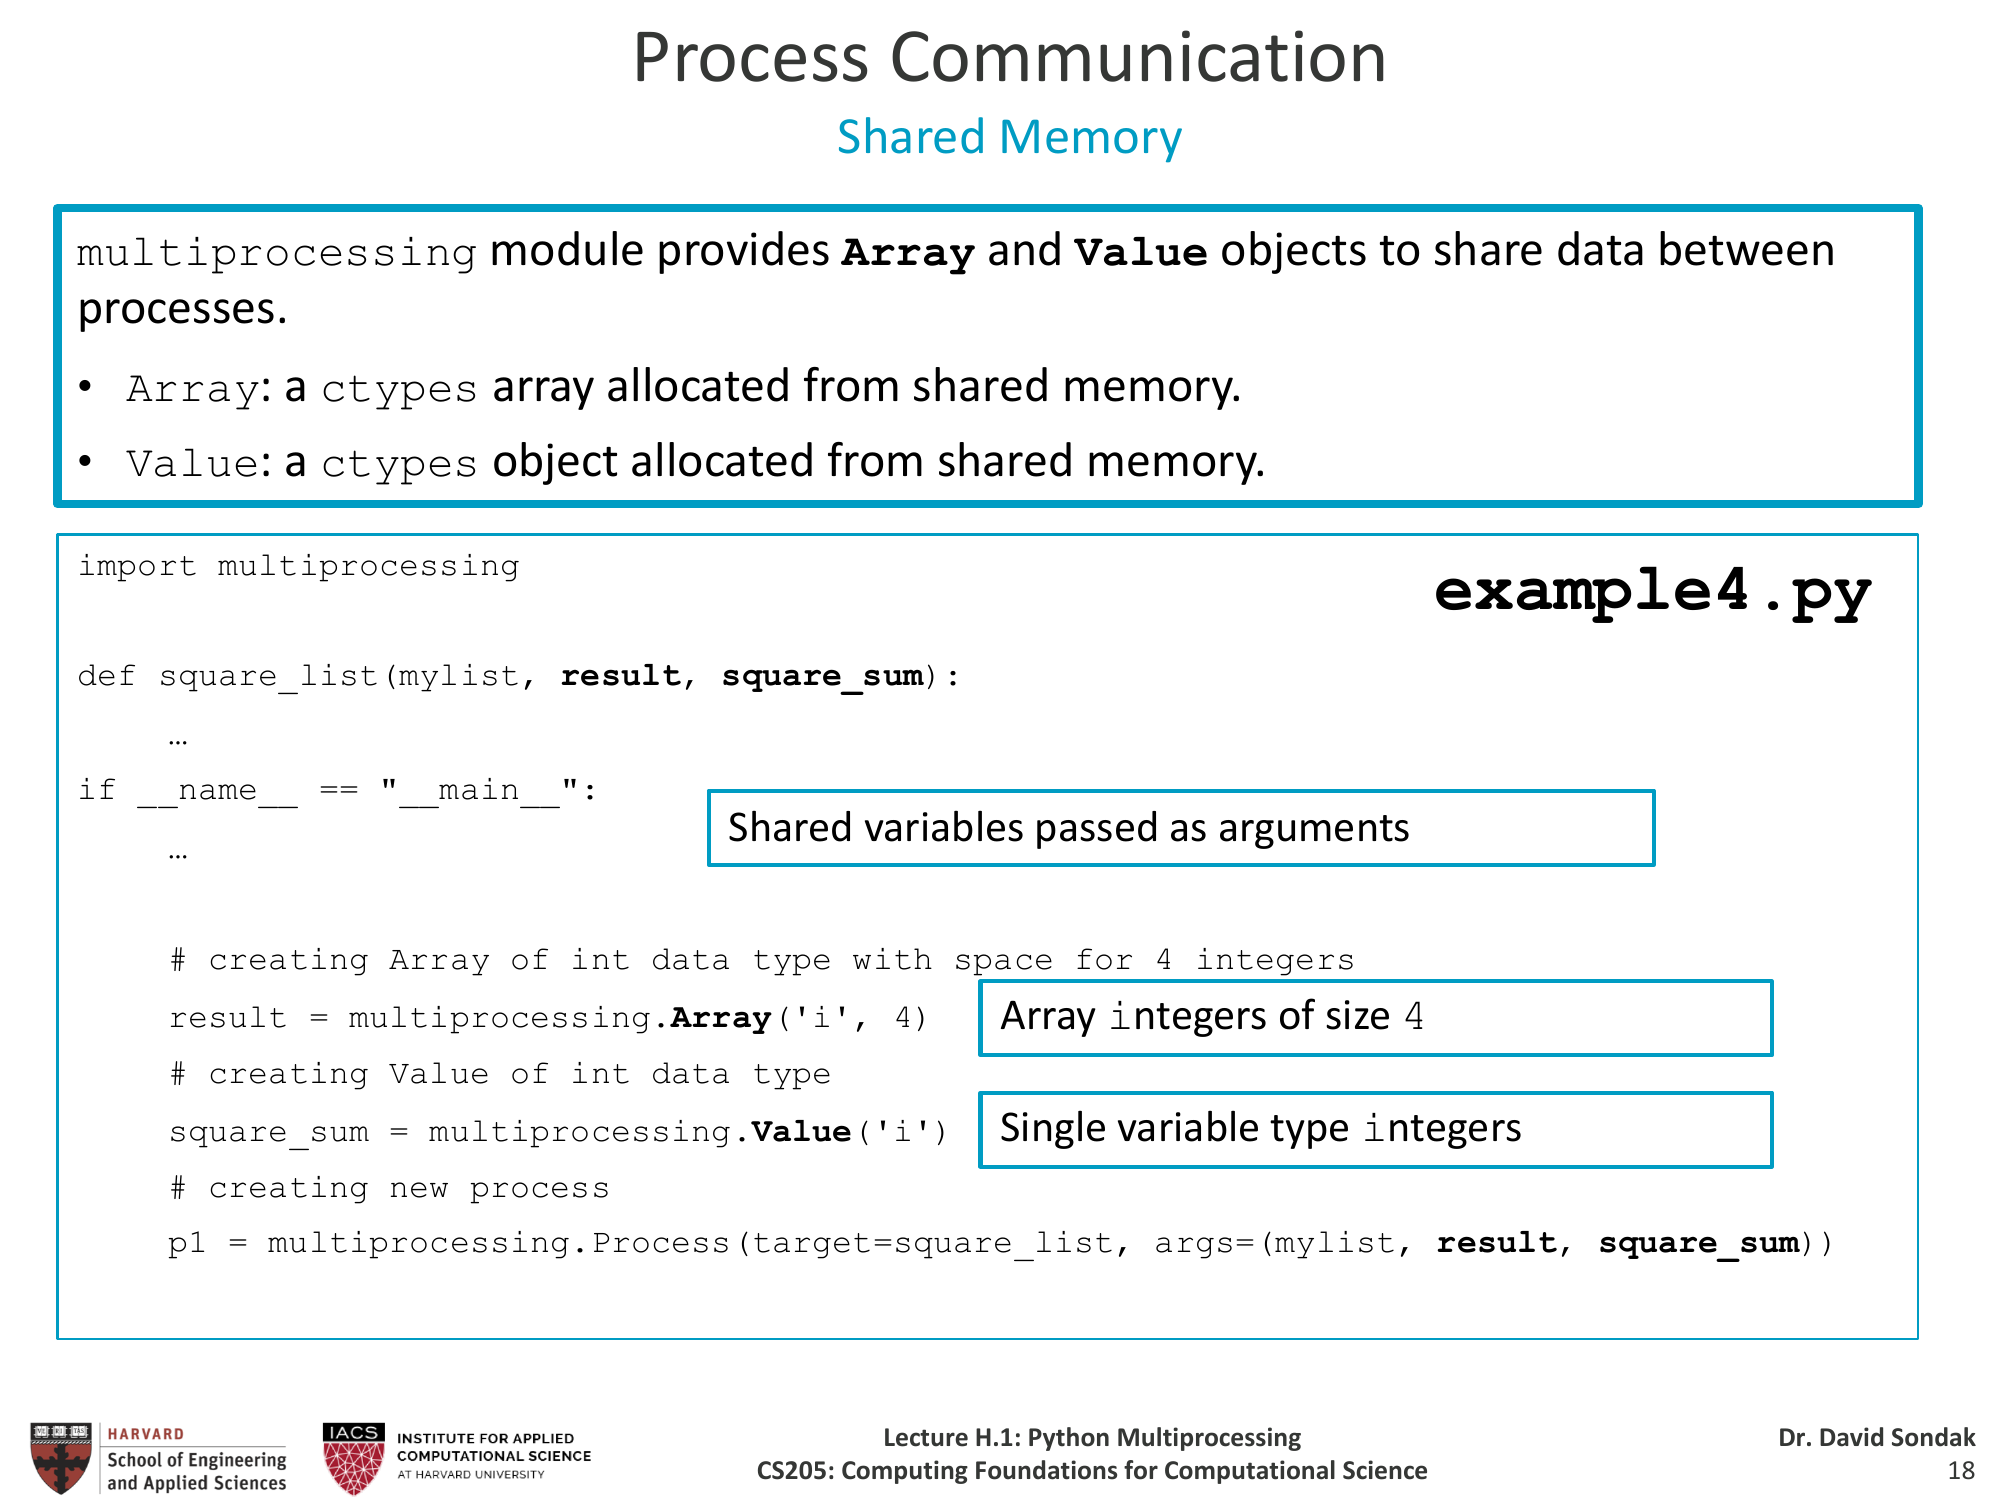 Process Communication
Shared Memory
multiprocessing module provides Array and Value objects to share data between
processes.
• Array: a ctypes array allocated from shared memory.
• Value: a ctypes object allocated from shared memory.
import multiprocessing
example4.py
def square_list(mylist, result, square_sum):
…
if __name__ == "__main__":
Shared variables passed as arguments
…
# creating Array of int data type with space for 4 integers
result = multiprocessing.Array('i', 4)
Array integers of size 4
# creating Value of int data type
square_sum = multiprocessing.Value('i')
Single variable type integers
# creating new process
p1 = multiprocessing.Process(target=square_list, args=(mylist, result, square_sum))
HARVARD
School of Engineering
and Applied Sciences
IACS
INSTITUTE FOR APPLIED
COMPUTATIONAL SCIENCE
AT HARVARD UNIVERSITY
Lecture H.1: Python Multiprocessing
CS205: Computing Foundations for Computational Science
Dr. David Sondak
18